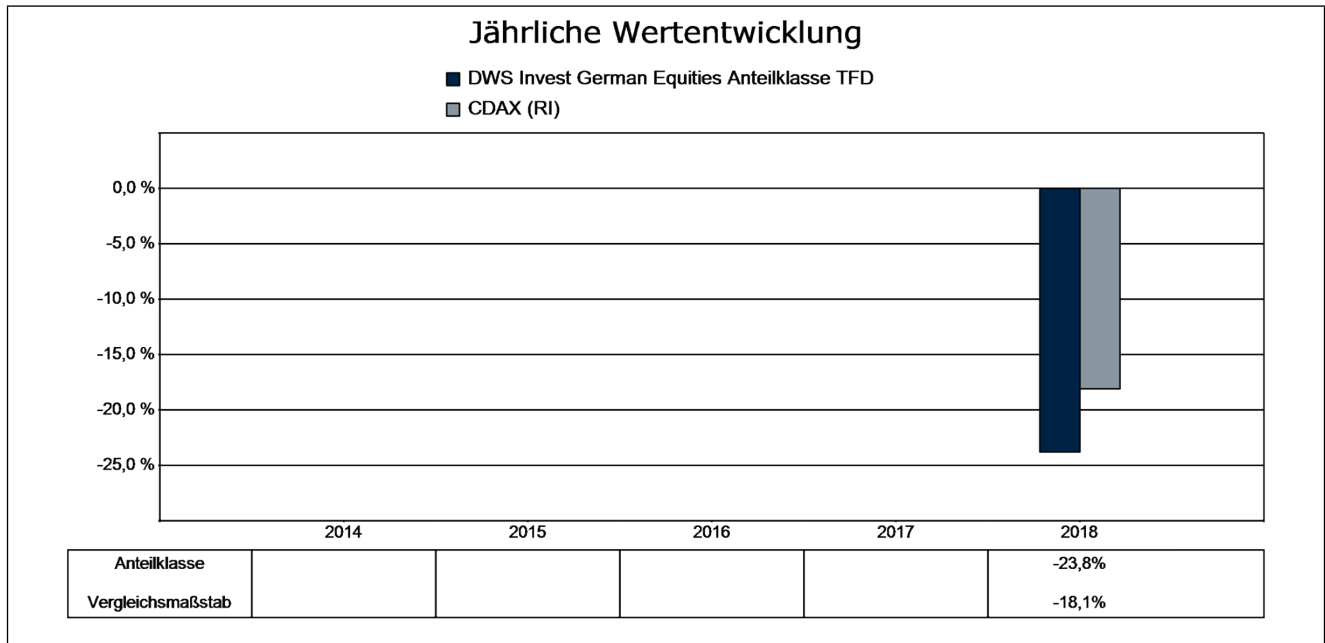 Jährliche Wertentwicklung
DWS Invest German Equities Anteilklasse TFD
CDAX (RI)
0,0 %
-5,0 %
-10,0 %
-15,0 %
-20,0 %
-25,0 %
2014 2015 2016 2017 2018
Anteilklasse -23,8%
Vergleichsmaßstab -18,1%